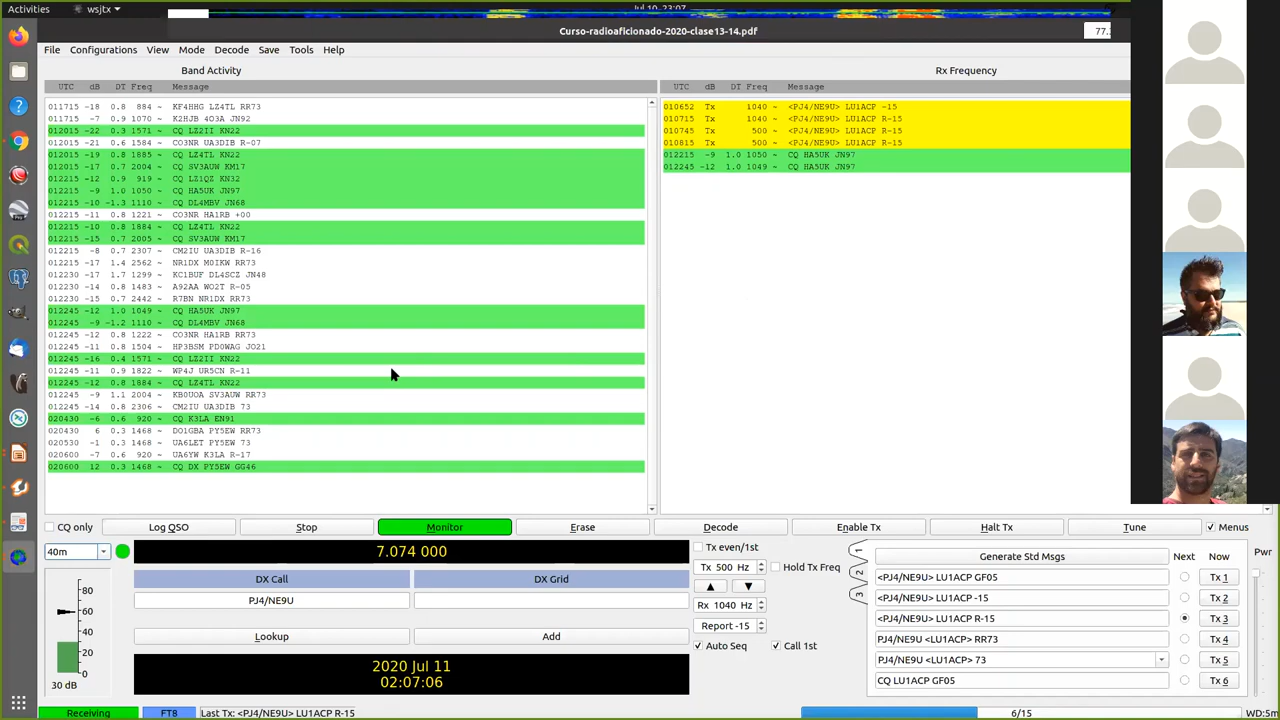 Activities
wsjtx
Jul 10, 23:07
Curso-radioaficionado-2020-clase13-14.pdf
77.
File Configurations View Mode Decode Save Tools Help
Band Activity
Rx Frequency
UTC dB DT Freq Message
011715 -18 0.8 884 ~ KF4HHG LZ4TL RR73
011715 -7 0.9 1070 ~ K2HJB 4O3A JN92
012015 -22 0.3 1571 ~ CQ LZ2II KN22
012015 -21 0.6 1584 ~ CO3NR UA3DIB R-07
012015 -19 0.8 1885 ~ CQ LZ4TL KN22
012015 -17 0.7 2004 ~ CQ SV3AUW KM17
012215 -12 0.9 919 ~ CQ LZ1QZ KN32
012215 -9 1.0 1050 ~ CQ HA5UK JN97
012215 -10 -1.3 1110 ~ CQ DL4MBV JN68
012215 -11 0.8 1221 ~ CO3NR HA1RB +00
012215 -10 0.8 1884 ~ CQ LZ4TL KN22
012215 -15 0.7 2005 ~ CQ SV3AUW KM17
012215 -8 0.7 2307 ~ CM2IU UA3DIB R-16
012215 -17 1.4 2562 ~ NR1DX M0IKW RR73
012230 -17 1.7 1299 ~ KC1BUF DL4SCZ JN48
012230 -14 0.8 1483 ~ A92AA WO2T R-05
012230 -15 0.7 2442 ~ R7BN NR1DX RR73
012245 -12 1.0 1049 ~ CQ HA5UK JN97
012245 -9 -1.2 1110 ~ CQ DL4MBV JN68
012245 -12 0.8 1222 ~ CO3NR HA1RB RR73
012245 -11 0.8 1504 ~ HP3BSM PD0WAG JO21
012245 -16 0.4 1571 ~ CQ LZ2II KN22
012245 -11 0.9 1822 ~ WP4J UR5CN R-11
012245 -12 0.8 1884 ~ CQ LZ4TL KN22
012245 -9 1.1 2004 ~ KB0UOA SV3AUW RR73
012245 -14 0.8 2306 ~ CM2IU UA3DIB 73
020430 -6 0.6 920 ~ CQ K3LA EN91
020430 6 0.3 1468 ~ DO1GBA PY5EW RR73
020530 -1 0.3 1468 ~ UA6LET PY5EW 73
020600 -7 0.6 920 ~ UA6YW K3LA R-17
020600 12 0.3 1468 ~ CQ DX PY5EW GG46
UTC dB DT Freq Message
010652 Tx 1040 ~ <PJ4/NE9U> LU1ACP -15
010715 Tx 1040 ~ <PJ4/NE9U> LU1ACP R-15
010745 Tx 500 ~ <PJ4/NE9U> LU1ACP R-15
010815 Tx 500 ~ <PJ4/NE9U> LU1ACP R-15
012215 -9 1.0 1050 ~ CQ HA5UK JN97
012245 -12 1.0 1049 ~ CQ HA5UK JN97
CQ only Log QSO Stop Monitor Erase Decode Enable Tx Halt Tx Tune Menus
40m
7.074 000
DX Call DX Grid
PJ4/NE9U
Lookup Add
2020 Jul 11
02:07:06
80
60
40
20
0
30 dB
Tx even/1st
Tx 500 Hz Hold Tx Freq
Rx 1040 Hz
Report -15
Auto Seq Call 1st
1
2
3
Generate Std Msgs Next Now Pwr
<PJ4/NE9U> LU1ACP GF05 Tx 1
<PJ4/NE9U> LU1ACP -15 Tx 2
<PJ4/NE9U> LU1ACP R-15 Tx 3
PJ4/NE9U <LU1ACP> RR73 Tx 4
PJ4/NE9U <LU1ACP> 73 Tx 5
CQ LU1ACP GF05 Tx 6
Receiving FT8 Last Tx: <PJ4/NE9U> LU1ACP R-15 6/15 WD:5m